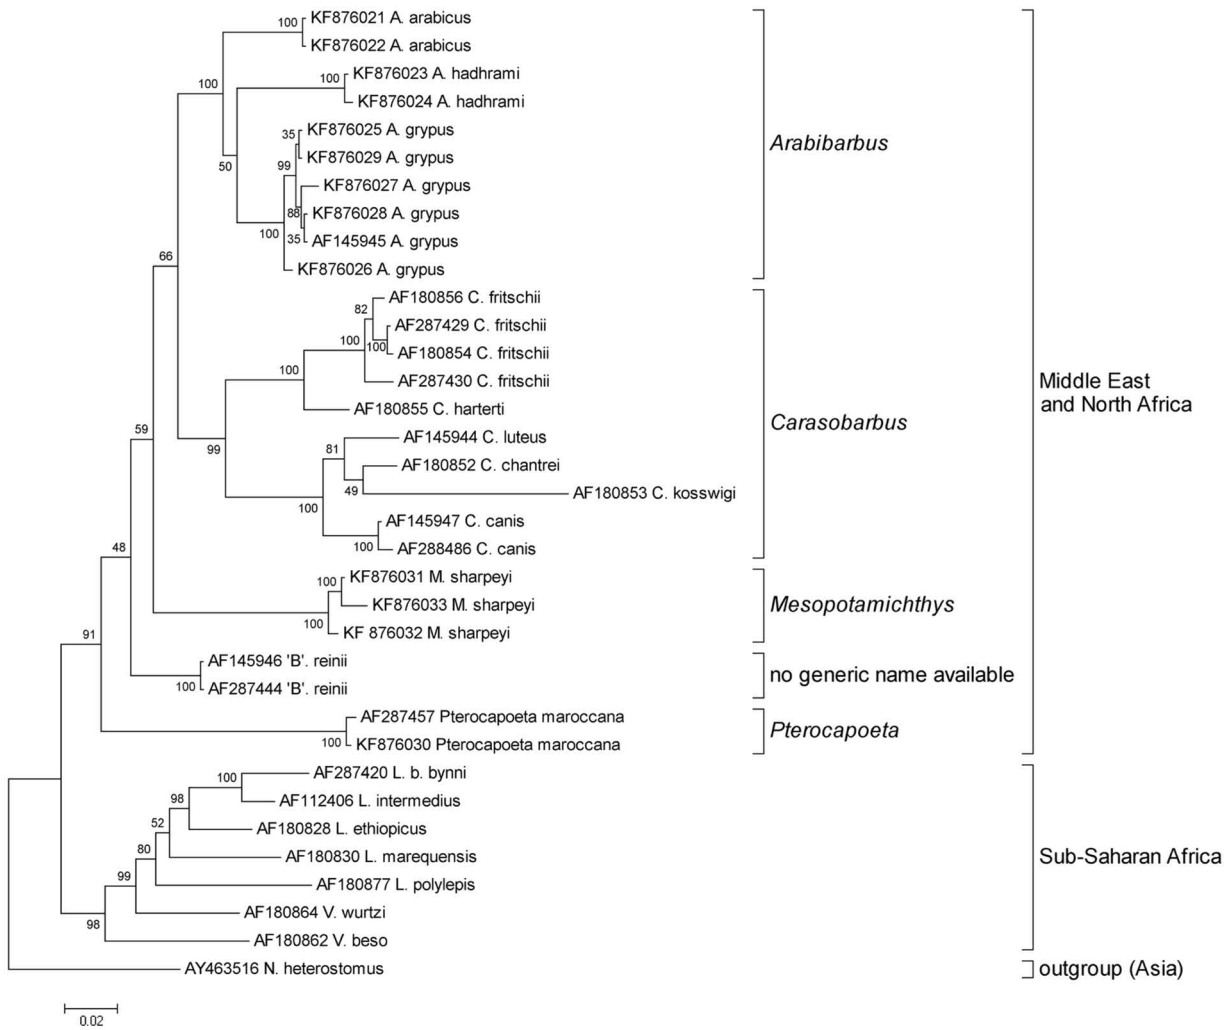 100
KF876021 A. arabicus
KF876022 A. arabicus
100
KF876023 A. hadhrami
100
KF876024 A. hadhrami
KF876025 A. grypus
35
KF876029 A. grypus
99
50
KF876027 A. grypus
88
KF876028 A. grypus
35
AF145945 A. grypus
100
KF876026 A. grypus
Arabibarbus
66
AF180856 C. fritschii
82
AF287429 C. fritschii
100
100
AF180854 C. fritschii
100
AF287430 C. fritschii
AF180855 C. harterti
99
AF145944 C. luteus
81
AF180852 C. chantrei
49
AF180853 C. kosswigi
100
AF145947 C. canis
100
AF288486 C. canis
Carasobarbus
59
KF876031 M. sharpeyi
100
KF876033 M. sharpeyi
100
KF 876032 M. sharpeyi
Mesopotamichthys
48
AF145946 'B'. reinii
100
AF287444 'B'. reinii
no generic name available
91
AF287457 Pterocapoeta maroccana
100
KF876030 Pterocapoeta maroccana
Pterocapoeta
Middle East
and North Africa
AF287420 L. b. bynni
100
AF112406 L. intermedius
98
AF180828 L. ethiopicus
52
AF180830 L. marequensis
80
AF180877 L. polylepis
99
AF180864 V. wurtzi
98
AF180862 V. beso
Sub-Saharan Africa
AY463516 N. heterostomus
outgroup (Asia)
0.02